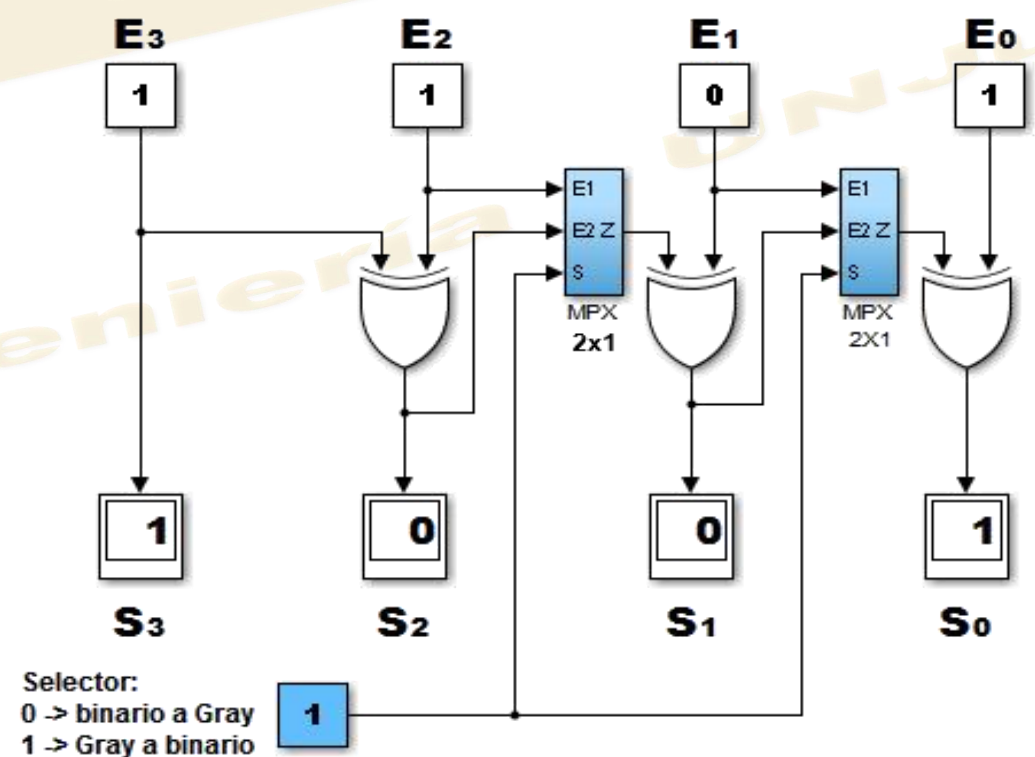 E3 E2 E1 E0
1 1 0 1
E1 E1
E2 Z E2 Z
S S
MPX MPX
2x1 2X1
1 0 0 1
S3 S2 S1 S0
Selector:
0 -> binario a Gray
1
1 -> Gray a binario